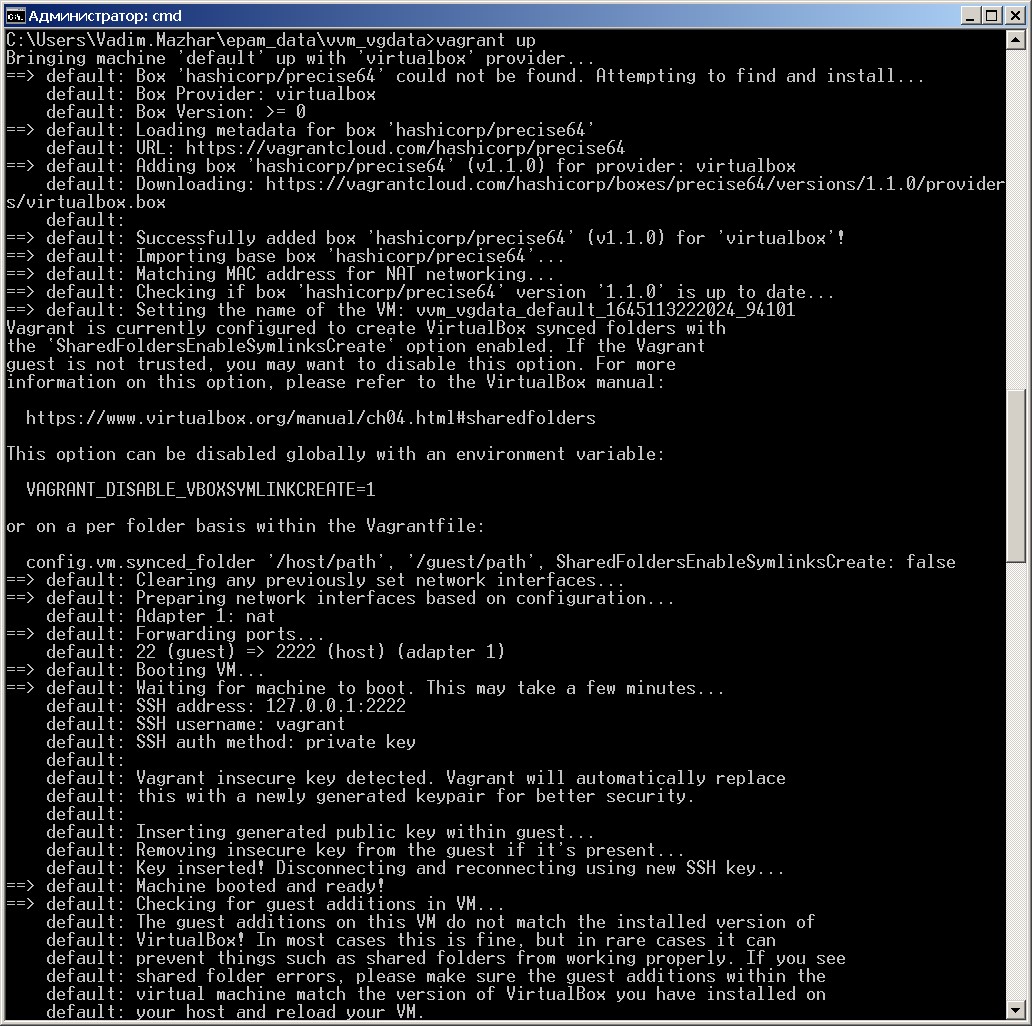 Администратор: cmd
C:\Users\Vadim.Mazhar\epam_data\vvm_vgdata>vagrant up
Bringing machine 'default' up with 'virtualbox' provider...
==> default: Box 'hashicorp/precise64' could not be found. Attempting to find and install...
    default: Box Provider: virtualbox
    default: Box Version: >= 0
==> default: Loading metadata for box 'hashicorp/precise64'
    default: URL: https://vagrantcloud.com/hashicorp/precise64
==> default: Adding box 'hashicorp/precise64' (v1.1.0) for provider: virtualbox
    default: Downloading: https://vagrantcloud.com/hashicorp/boxes/precise64/versions/1.1.0/provider
s/virtualbox.box
    default:
==> default: Successfully added box 'hashicorp/precise64' (v1.1.0) for 'virtualbox'!
==> default: Importing base box 'hashicorp/precise64'...
==> default: Matching MAC address for NAT networking...
==> default: Checking if box 'hashicorp/precise64' version '1.1.0' is up to date...
==> default: Setting the name of the VM: vvm_vgdata_default_1645113222024_94101
Vagrant is currently configured to create VirtualBox synced folders with
the 'SharedFoldersEnableSymlinksCreate' option enabled. If the Vagrant
guest is not trusted, you may want to disable this option. For more
information on this option, please refer to the VirtualBox manual:

  https://www.virtualbox.org/manual/ch04.html#sharedfolders

This option can be disabled globally with an environment variable:

  VAGRANT_DISABLE_VBOXSYMLINKCREATE=1

or on a per folder basis within the Vagrantfile:

  config.vm.synced_folder '/host/path', '/guest/path', SharedFoldersEnableSymlinksCreate: false
==> default: Clearing any previously set network interfaces...
==> default: Preparing network interfaces based on configuration...
    default: Adapter 1: nat
==> default: Forwarding ports...
    default: 22 (guest) => 2222 (host) (adapter 1)
==> default: Booting VM...
==> default: Waiting for machine to boot. This may take a few minutes...
    default: SSH address: 127.0.0.1:2222
    default: SSH username: vagrant
    default: SSH auth method: private key
    default:
    default: Vagrant insecure key detected. Vagrant will automatically replace
    default: this with a newly generated keypair for better security.
    default:
    default: Inserting generated public key within guest...
    default: Removing insecure key from the guest if it's present...
    default: Key inserted! Disconnecting and reconnecting using new SSH key...
==> default: Machine booted and ready!
==> default: Checking for guest additions in VM...
    default: The guest additions on this VM do not match the installed version of
    default: VirtualBox! In most cases this is fine, but in rare cases it can
    default: prevent things such as shared folders from working properly. If you see
    default: shared folder errors, please make sure the guest additions within the
    default: virtual machine match the version of VirtualBox you have installed on
    default: your host and reload your VM.